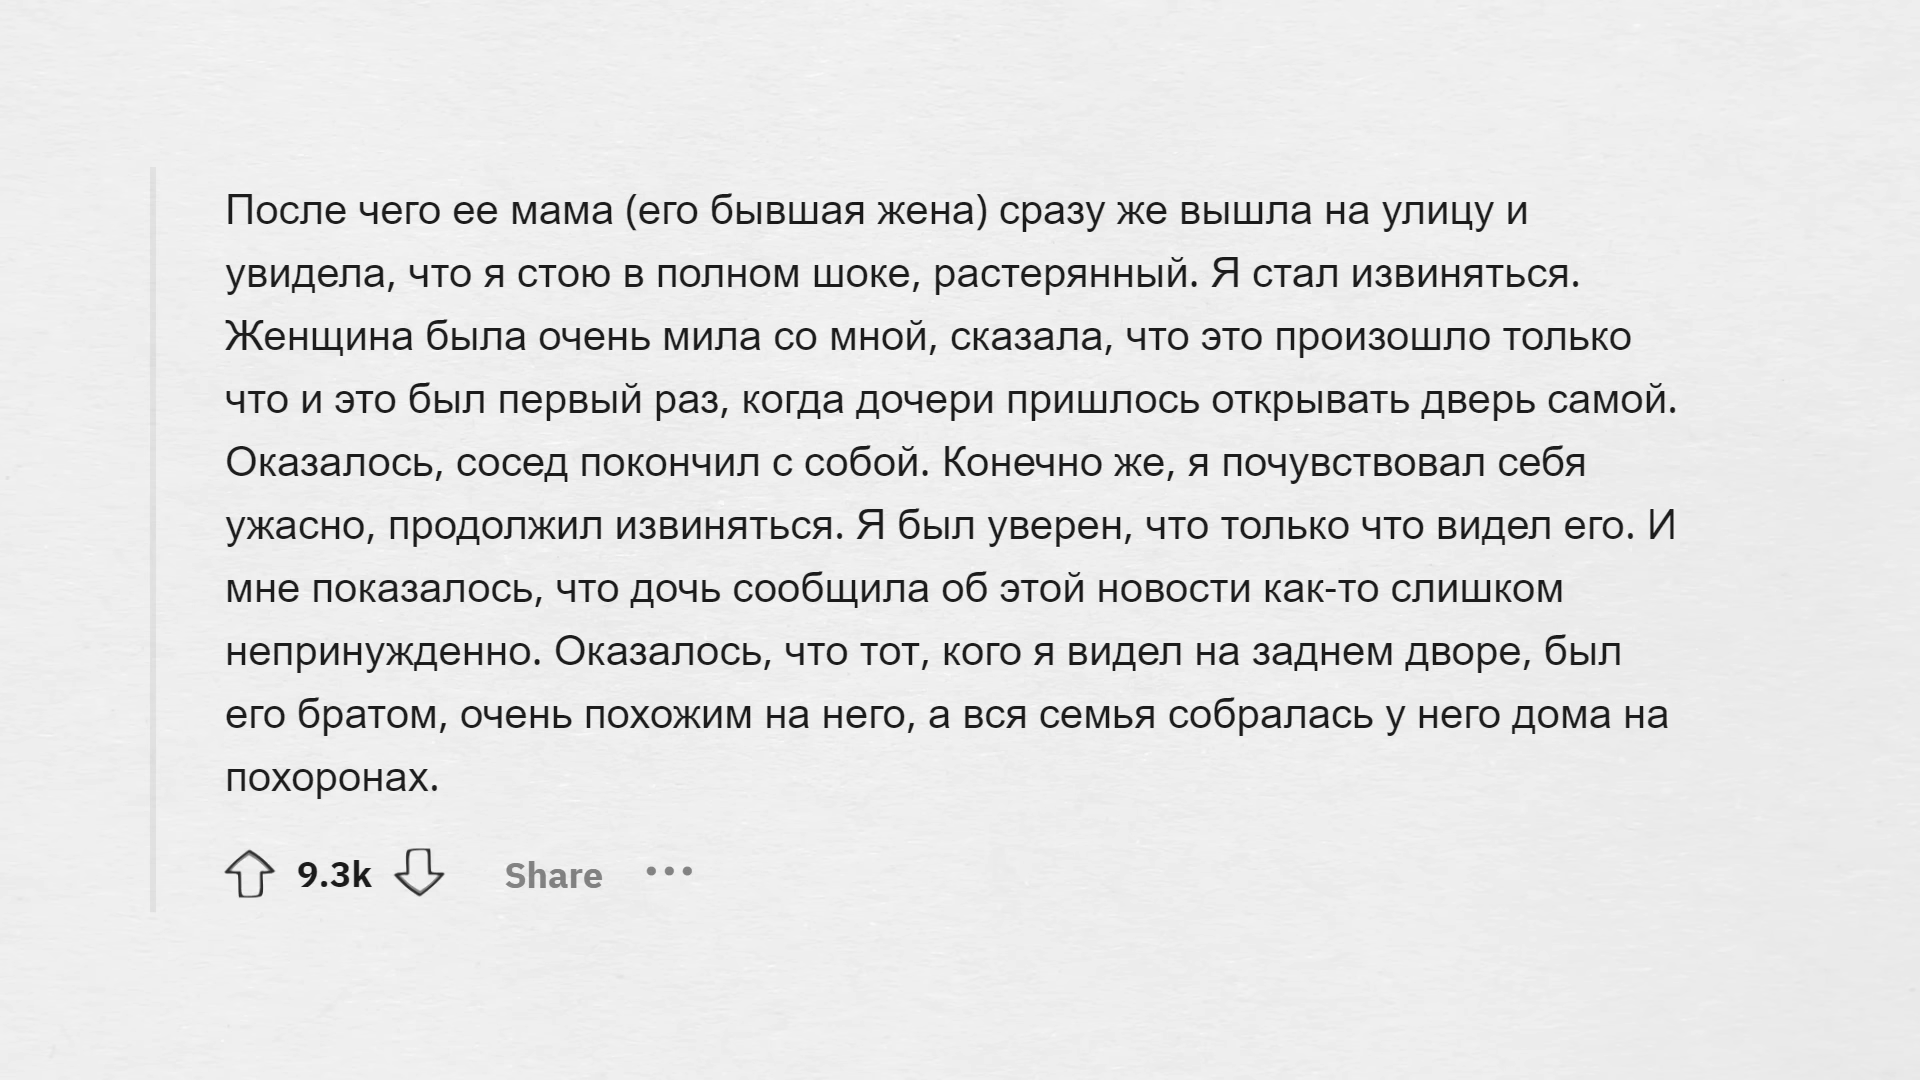 После чего ее мама (его бывшая жена) сразу же вышла на улицу и
увидела, что я стою в полном шоке, растерянный. Я стал извиняться.
Женщина была очень мила со мной, сказала, что это произошло только
что и это был первый раз, когда дочери пришлось открывать дверь самой.
Оказалось, сосед покончил с собой. Конечно же, я почувствовал себя
ужасно, продолжил извиняться. Я был уверен, что только что видел его. И
мне показалось, что дочь сообщила об этой новости как-то слишком
непринужденно. Оказалось, что тот, кого я видел на заднем дворе, был
его братом, очень похожим на него, а вся семья собралась у него дома на
похоронах.
9.3k Share •••